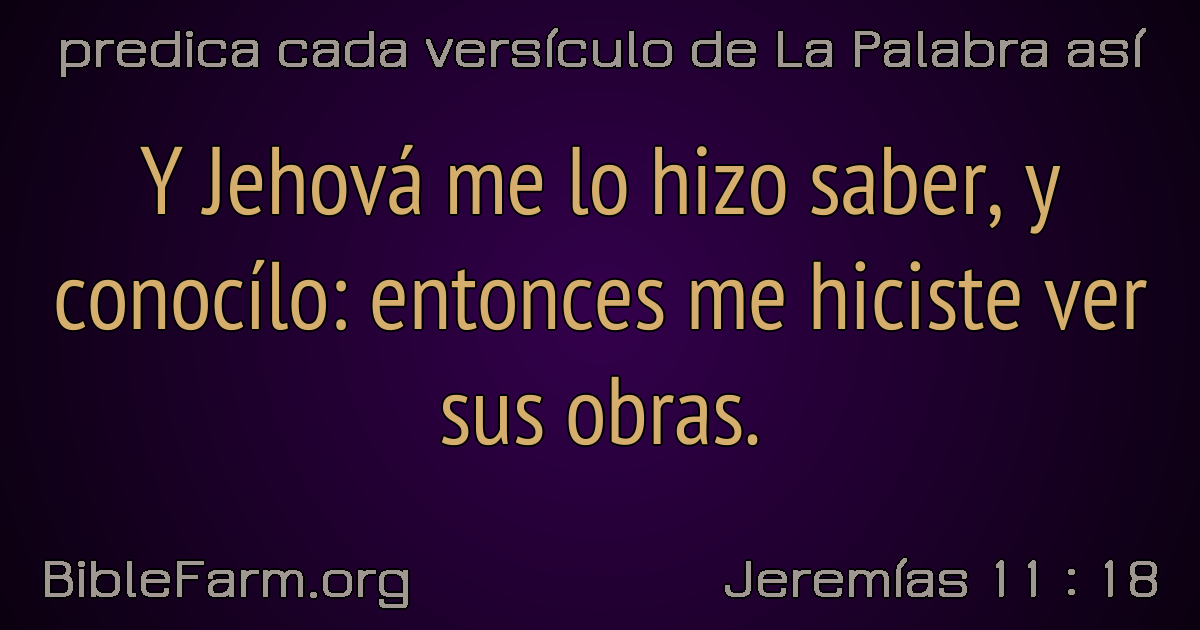 predica cada versículo de La Palabra así
Y Jehová me lo hizo saber, y
conocílo: entonces me hiciste ver
sus obras.
BibleFarm.org
Jeremías 11 : 18